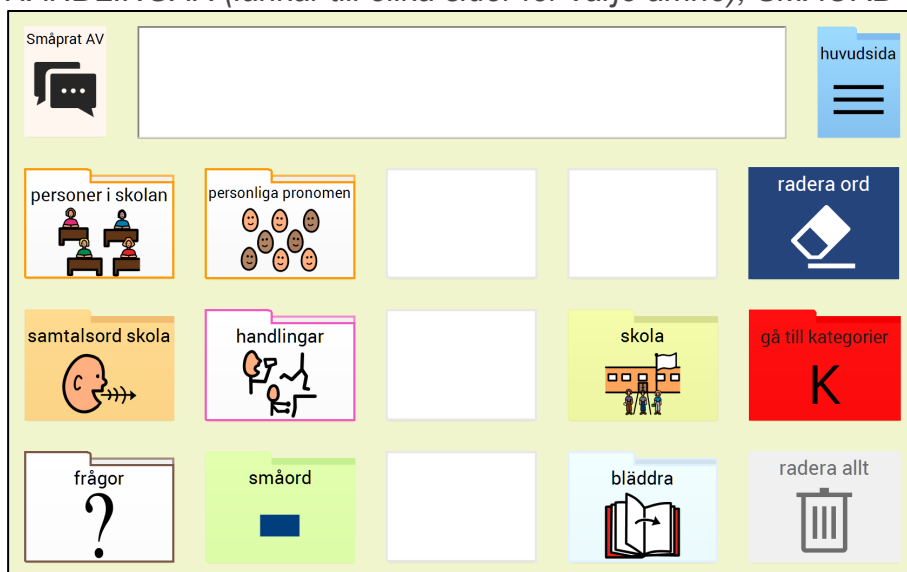 Småprat AV
huvudsida
personer i skolan
personliga pronomen
radera ord
samtalsord skola
handlingar
skola
gå till kategorier
K
frågor
?
småord
bläddra
radera allt